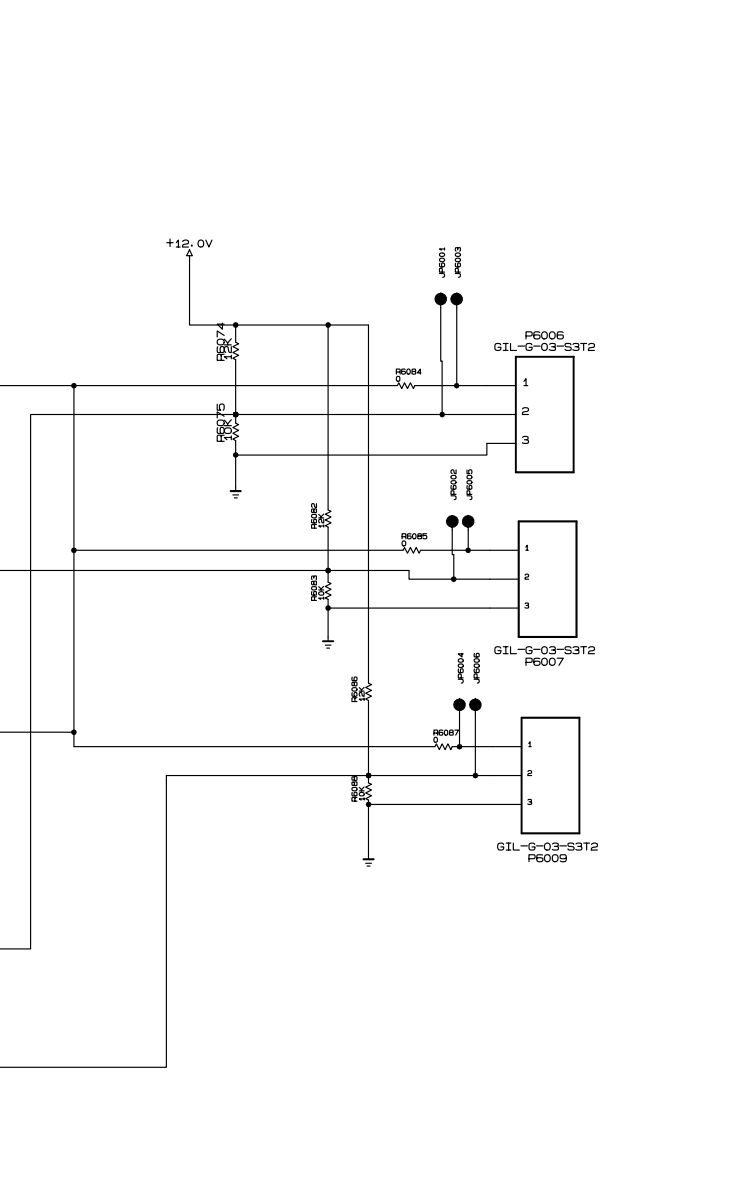 +12.0V
JP6001
JP6003
R6074
12K
P6006
GIL-G-03-S3T2
R6084
0
1
2
3
R6075
10K
JP6002
JP6005
R6082
12K
R6085
0
1
2
3
R6083
10K
GIL-G-03-S3T2
P6007
JP6004
JP6006
R6086
12K
R6087
0
1
2
3
R6088
10K
GIL-G-03-S3T2
P6009